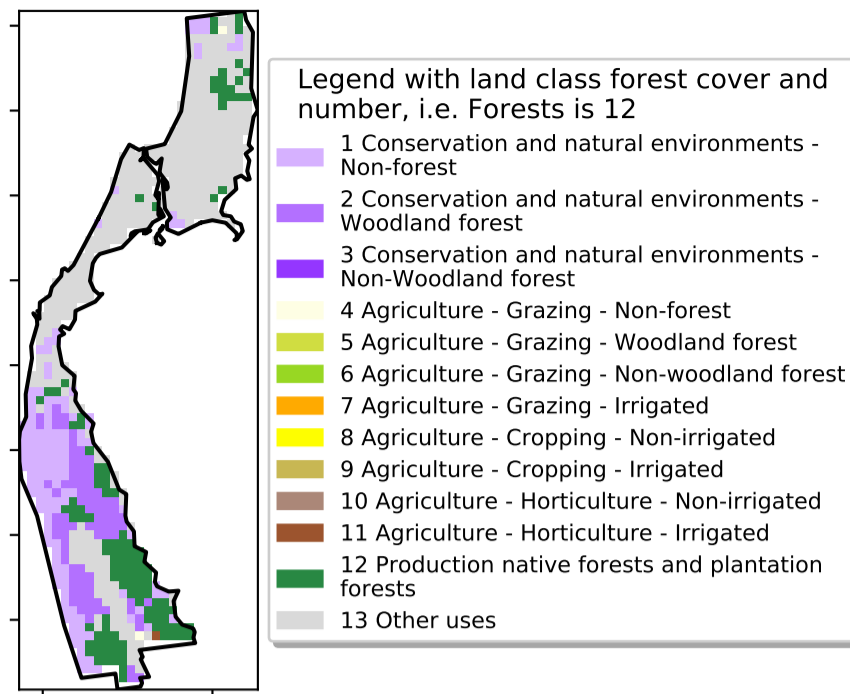 Legend with land class forest cover and
number, i.e. Forests is 12
1 Conservation and natural environments -
Non-forest
2 Conservation and natural environments -
Woodland forest
3 Conservation and natural environments -
Non-Woodland forest
4 Agriculture - Grazing - Non-forest
5 Agriculture - Grazing - Woodland forest
6 Agriculture - Grazing - Non-woodland forest
7 Agriculture - Grazing - Irrigated
8 Agriculture - Cropping - Non-irrigated
9 Agriculture - Cropping - Irrigated
10 Agriculture - Horticulture - Non-irrigated
11 Agriculture - Horticulture - Irrigated
12 Production native forests and plantation
forests
13 Other uses